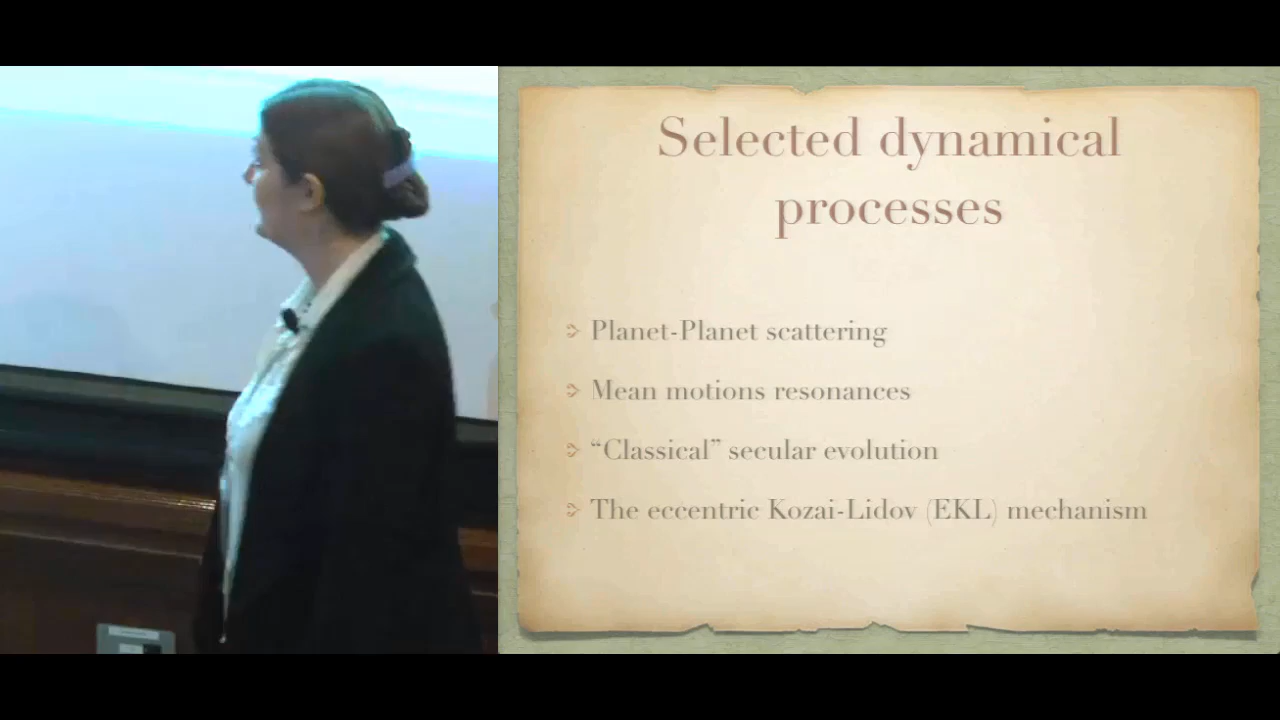 Selected dynamical
processes
Planet-Planet scattering
Mean motions resonances
“Classical” secular evolution
The eccentric Kozai-Lidov (EKL) mechanism